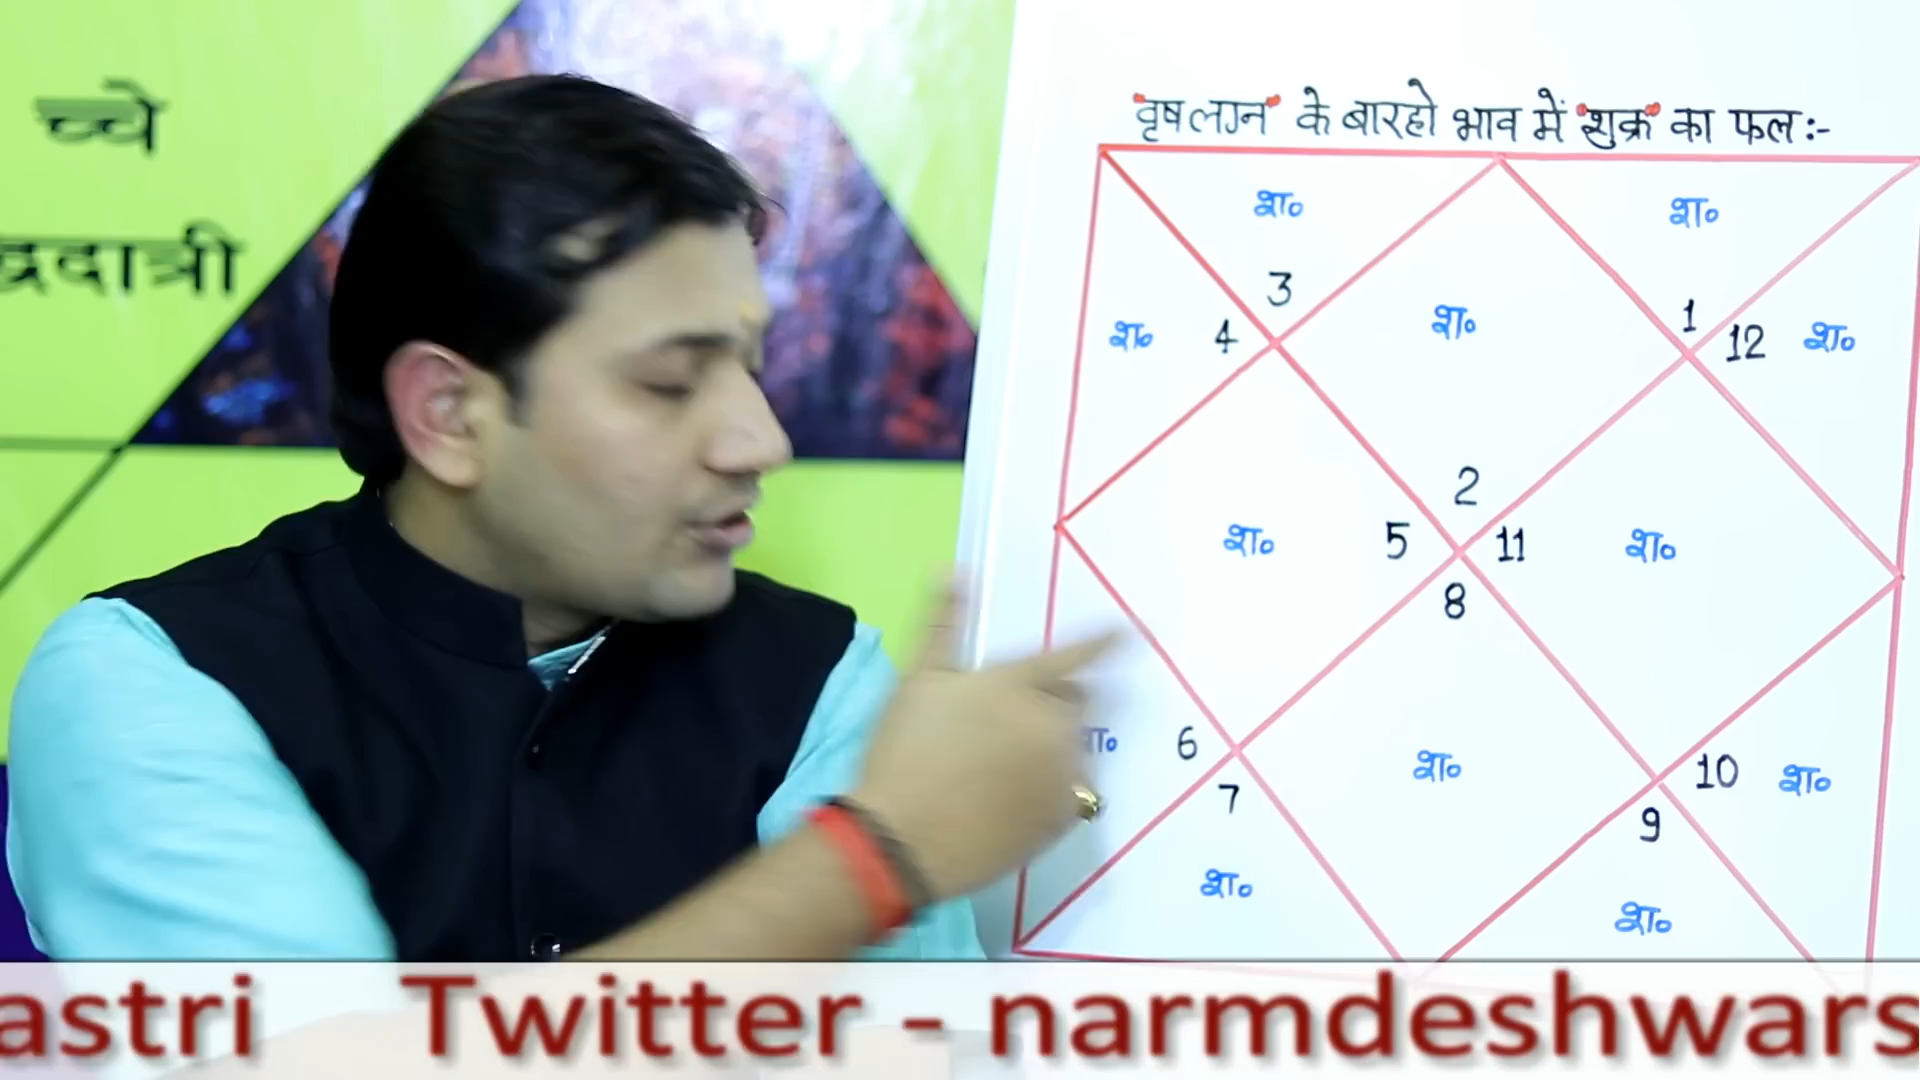 च्चे
वृषलग्न के बारहो भाव में शुक्र का फल:-
शु० शु०
3
शु० 4 शु० 1 12 शु०
2
शु० 5 11 शु०
8
6 शु० 10 शु०
7 9
शु० शु०
astri Twitter - narmdeshwars